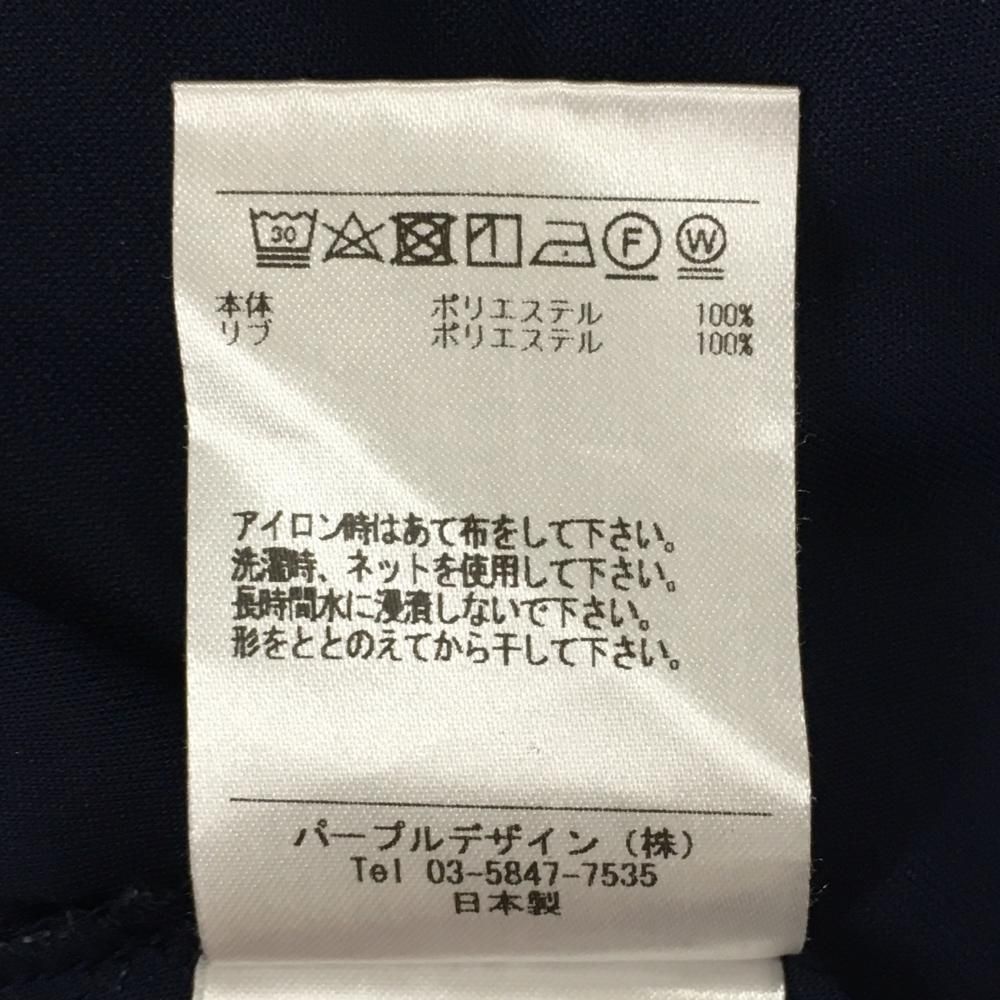 30 F W
本体 ポリエステル 100%
リブ ポリエステル 100%
アイロン時はあて布をして下さい。
洗濯時、ネットを使用して下さい。
長時間水に浸漬しないで下さい。
形をととのえてから干して下さい。
パープルデザイン(株)
Tel 03-5847-7535
日本製